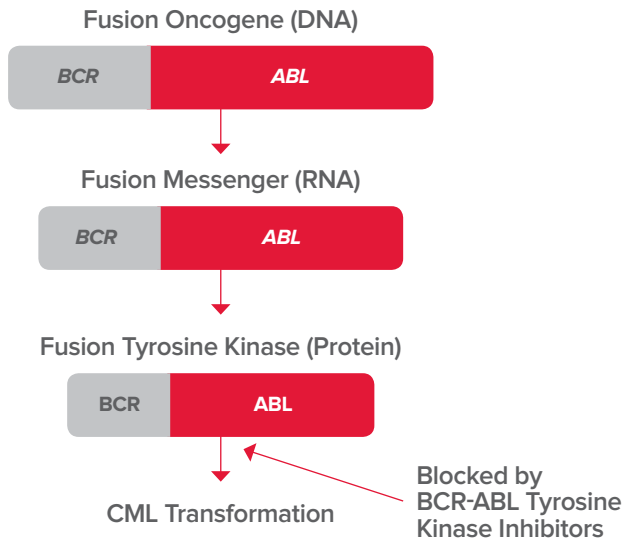 Fusion Oncogene (DNA)
BCR ABL
Fusion Messenger (RNA)
BCR ABL
Fusion Tyrosine Kinase (Protein)
BCR ABL
CML Transformation
Blocked by
BCR-ABL Tyrosine
Kinase Inhibitors